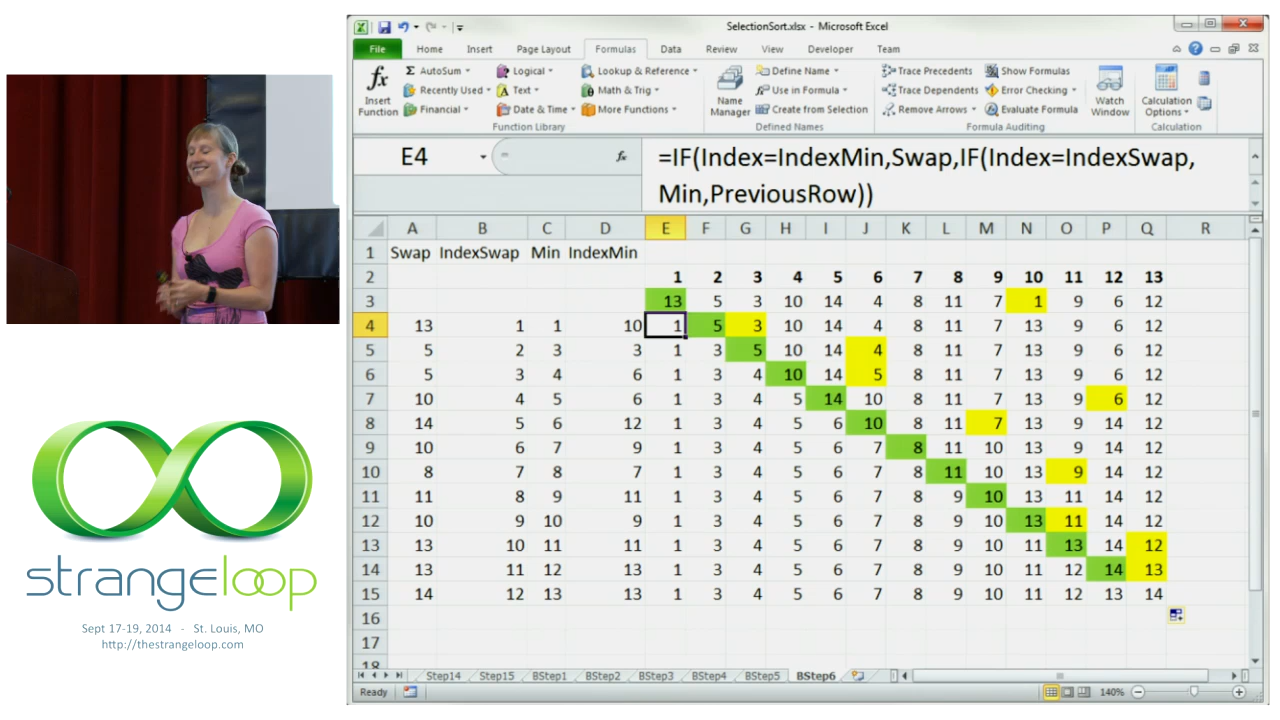 SelectionSort.xlsx - Microsoft Excel
File Home Insert Page Layout Formulas Data Review View Developer Team
Insert Function
Σ AutoSum
Recently Used
Financial
Logical
Text
Date & Time
Lookup & Reference
Math & Trig
More Functions
Function Library
Name Manager
Define Name
Use in Formula
Create from Selection
Defined Names
Trace Precedents
Trace Dependents
Remove Arrows
Show Formulas
Error Checking
Evaluate Formula
Formula Auditing
Watch Window
Calculation Options
Calculation
E4 fx =IF(Index=IndexMin,Swap,IF(Index=IndexSwap,
Min,PreviousRow))
A B C D E F G H I J K L M N O P Q R
1 Swap IndexSwap Min IndexMin
2 1 2 3 4 5 6 7 8 9 10 11 12 13
3 13 5 3 10 14 4 8 11 7 1 9 6 12
4 13 1 1 10 1 5 3 10 14 4 8 11 7 13 9 6 12
5 5 2 3 3 1 3 5 10 14 4 8 11 7 13 9 6 12
6 5 3 4 6 1 3 4 10 14 5 8 11 7 13 9 6 12
7 10 4 5 6 1 3 4 5 14 10 8 11 7 13 9 6 12
8 14 5 6 12 1 3 4 5 6 10 8 11 7 13 9 14 12
9 10 6 7 9 1 3 4 5 6 7 8 11 10 13 9 14 12
10 8 7 8 7 1 3 4 5 6 7 8 11 10 13 9 14 12
11 11 8 9 11 1 3 4 5 6 7 8 9 10 13 11 14 12
12 10 9 10 9 1 3 4 5 6 7 8 9 10 13 11 14 12
13 13 10 11 11 1 3 4 5 6 7 8 9 10 11 13 14 12
14 13 11 12 13 1 3 4 5 6 7 8 9 10 11 12 14 13
15 14 12 13 13 1 3 4 5 6 7 8 9 10 11 12 13 14
16
17
18
Step14 Step15 BStep1 BStep2 BStep3 BStep4 BStep5 BStep6
Ready 140%
strangeloop
Sept 17-19, 2014 - St. Louis, MO
http://thestrangeloop.com